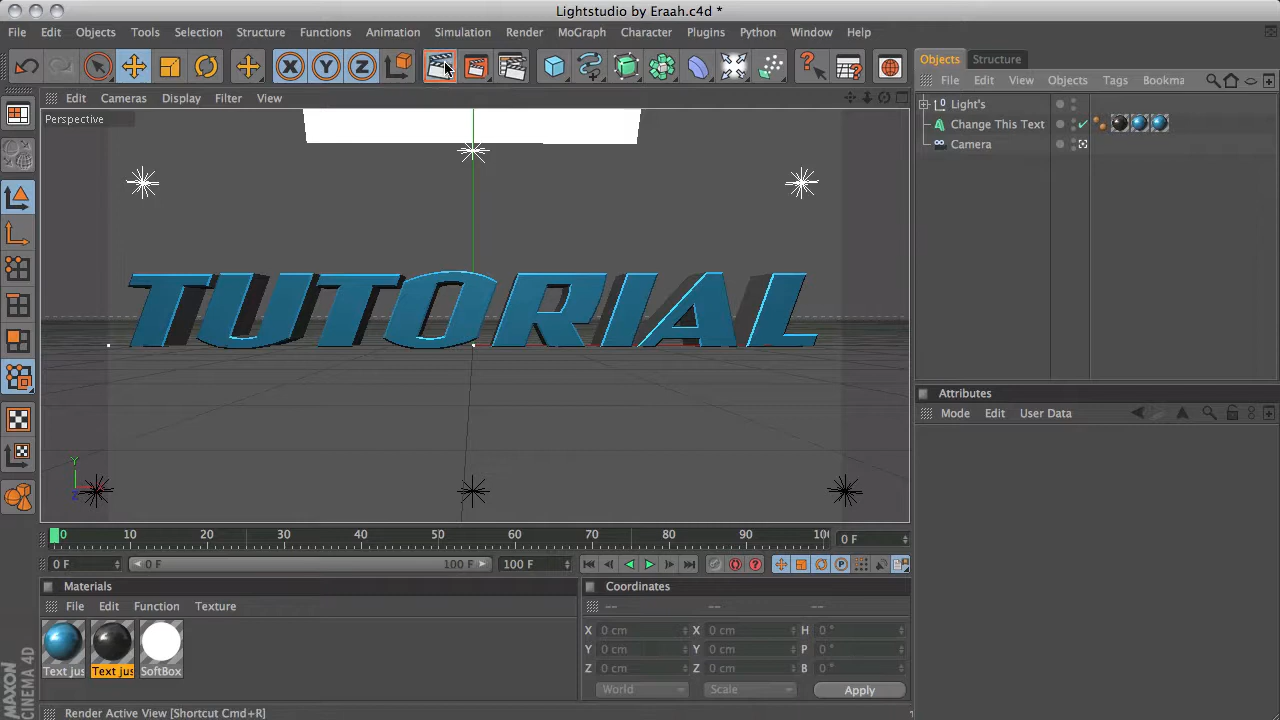 Lightstudio by Eraah.c4d *
File Edit Objects Tools Selection Structure Functions Animation Simulation Render MoGraph Character Plugins Python Window Help
X Y Z
Objects Structure
File Edit View Objects Tags Bookma
Edit Cameras Display Filter View
Perspective
Light's
Change This Text
Camera
TUTORIAL
Attributes
Mode Edit User Data
Y
Z
0 10 20 30 40 50 60 70 80 90 10 0 F
0 F 0 F 100 F 100 F P
Materials
File Edit Function Texture
Text jus Text jus SoftBox
Coordinates
-- -- --
X 0 cm X 0 cm H 0 °
Y 0 cm Y 0 cm P 0 °
Z 0 cm Z 0 cm B 0 °
World Scale Apply
MAXON CINEMA 4D
Render Active View [Shortcut Cmd+R]